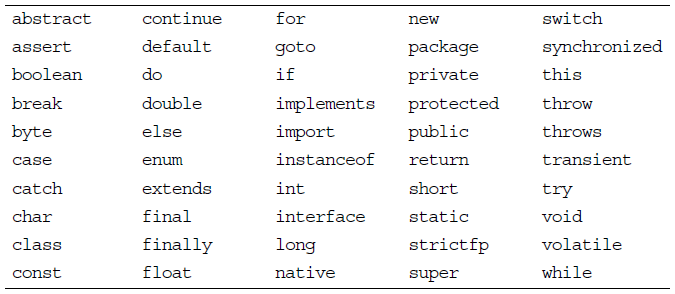 abstract continue for new switch
assert default goto package synchronized
boolean do if private this
break double implements protected throw
byte else import public throws
case enum instanceof return transient
catch extends int short try
char final interface static void
class finally long strictfp volatile
const float native super while